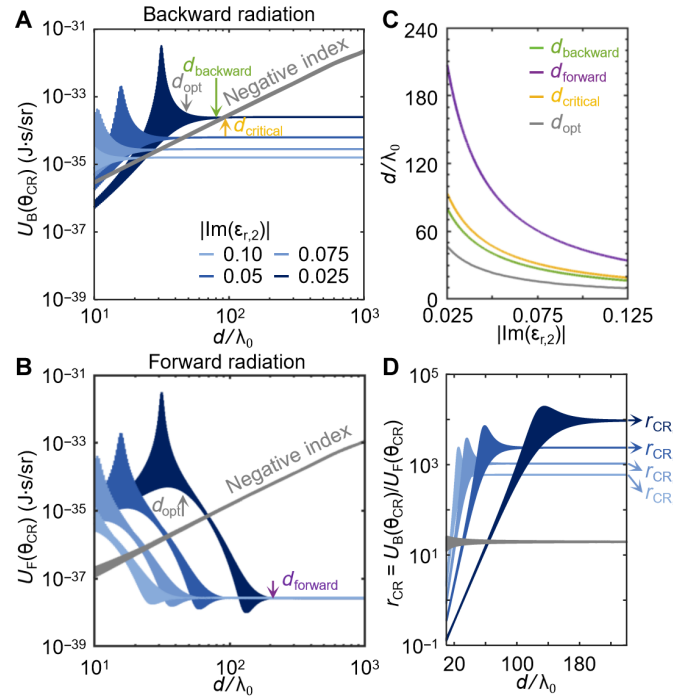 A
Backward radiation
U_B(θ_CR) (J·s/sr)
10^-31
10^-33
10^-35
10^-37
10^-39
d_backward
d_opt
Negative index
d_critical
|Im(ε_r,2)|
0.10
0.075
0.05
0.025
10^1
10^2
10^3
d/λ_0
C
d/λ_0
240
180
120
60
0
d_backward
d_forward
d_critical
d_opt
0.025
0.075
0.125
|Im(ε_r,2)|
B
Forward radiation
U_F(θ_CR) (J·s/sr)
10^-31
10^-33
10^-35
10^-37
10^-39
Negative index
d_opt
d_forward
10^1
10^2
10^3
d/λ_0
D
r_CR = U_B(θ_CR)/U_F(θ_CR)
10^5
10^3
10^1
10^-1
r_CR
r_CR
r_CR
r_CR
20
100
180
d/λ_0